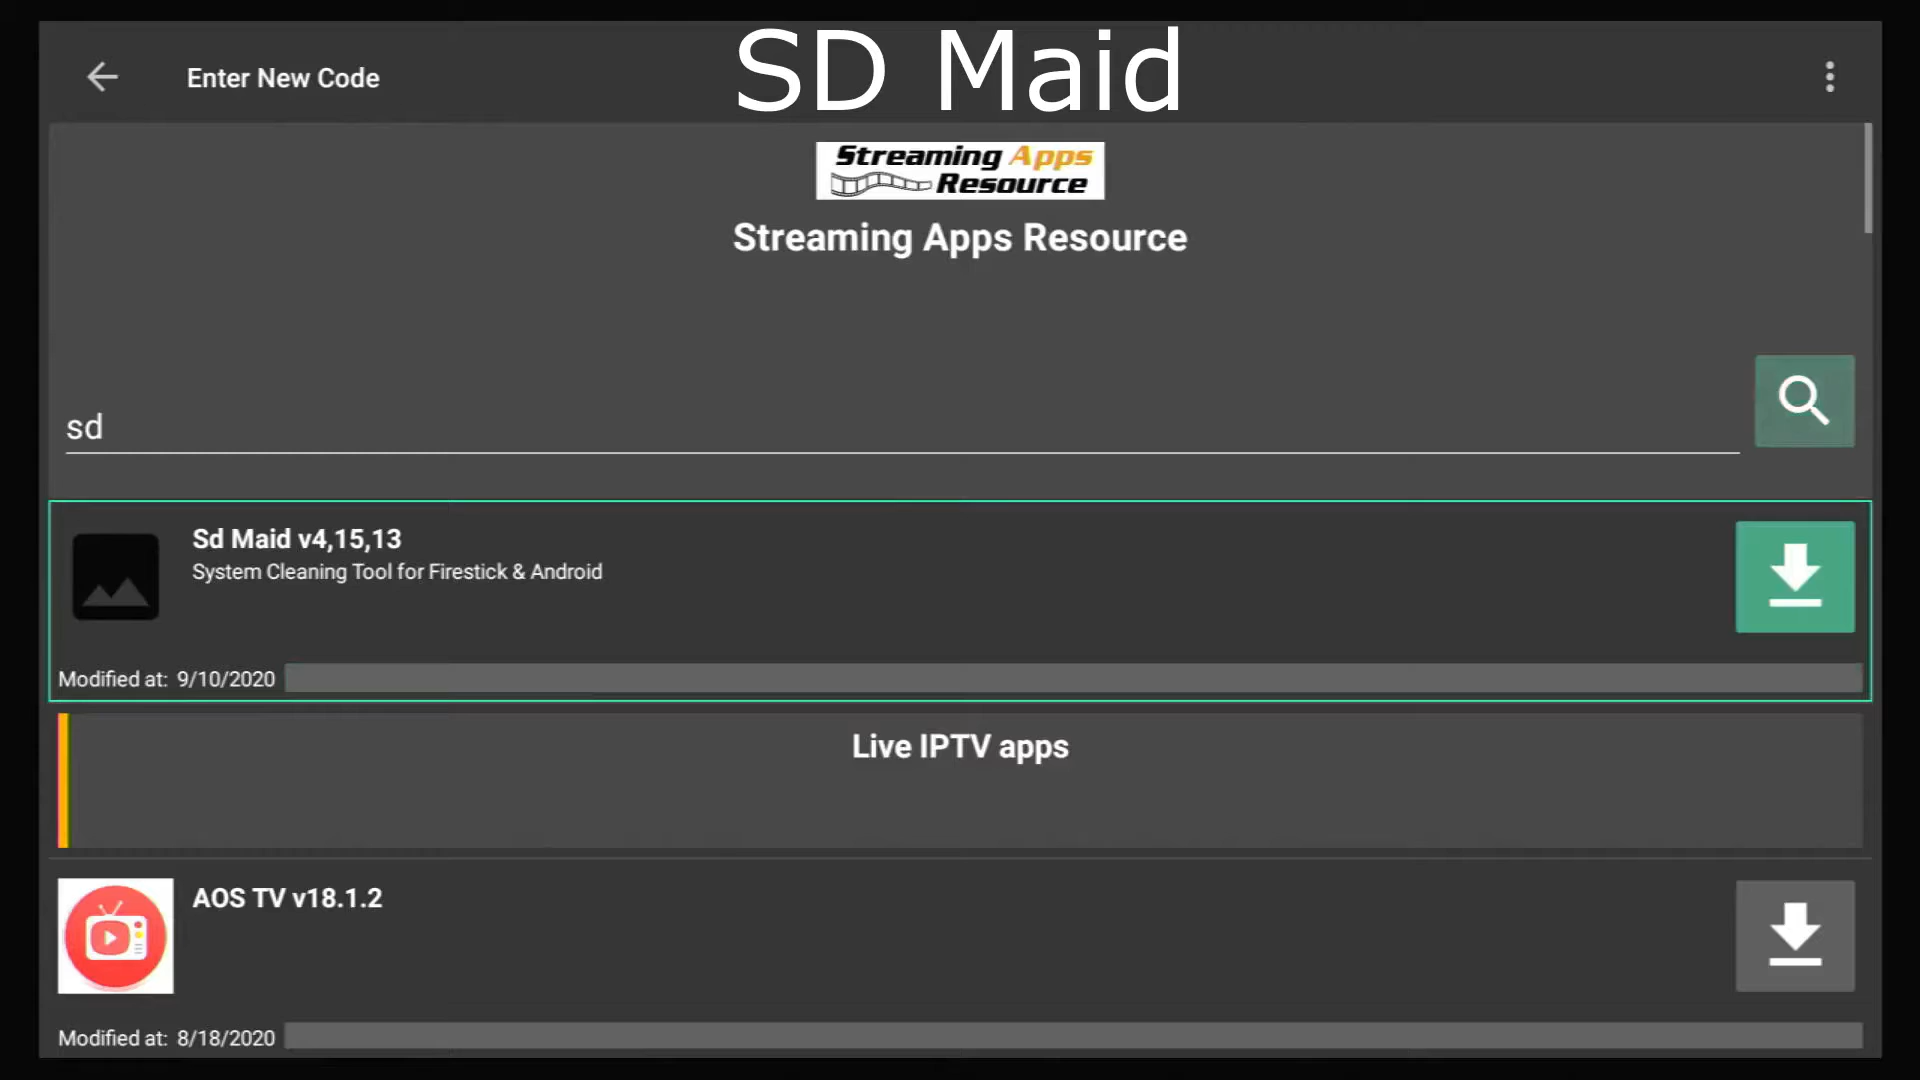 SD Maid
Enter New Code
Streaming Apps
Resource
Streaming Apps Resource
sd
Sd Maid v4,15,13
System Cleaning Tool for Firestick & Android
Modified at: 9/10/2020
Live IPTV apps
AOS TV v18.1.2
Modified at: 8/18/2020